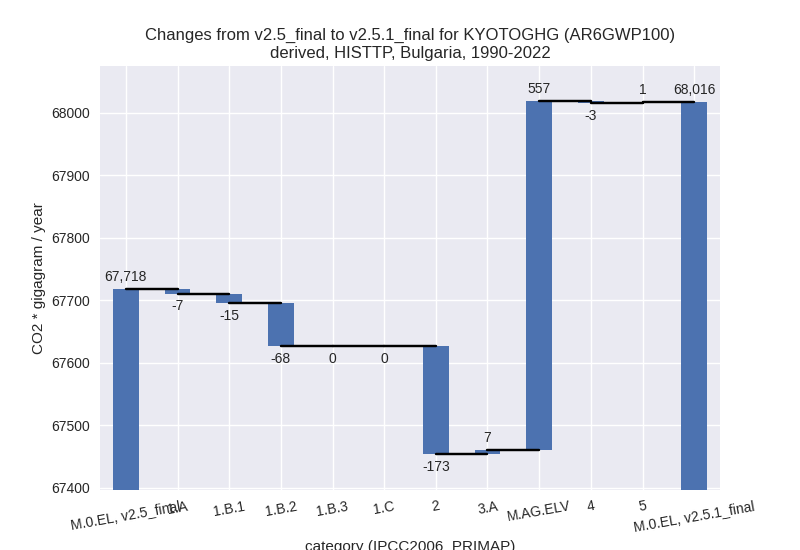 Changes from v2.5_final to v2.5.1_final for KYOTOGHG (AR6GWP100)
derived, HISTTP, Bulgaria, 1990-2022
CO2 * gigagram / year
68000
67900
67800
67700
67600
67500
67400
67,718
-7
-15
-68
0
0
-173
7
557
-3
1
68,016
M.0.EL, v2.5_final
1.A
1.B.1
1.B.2
1.B.3
1.C
2
3.A
M.AG.ELV
4
5
M.0.EL, v2.5.1_final
category (IPCC2006_PRIMAP)